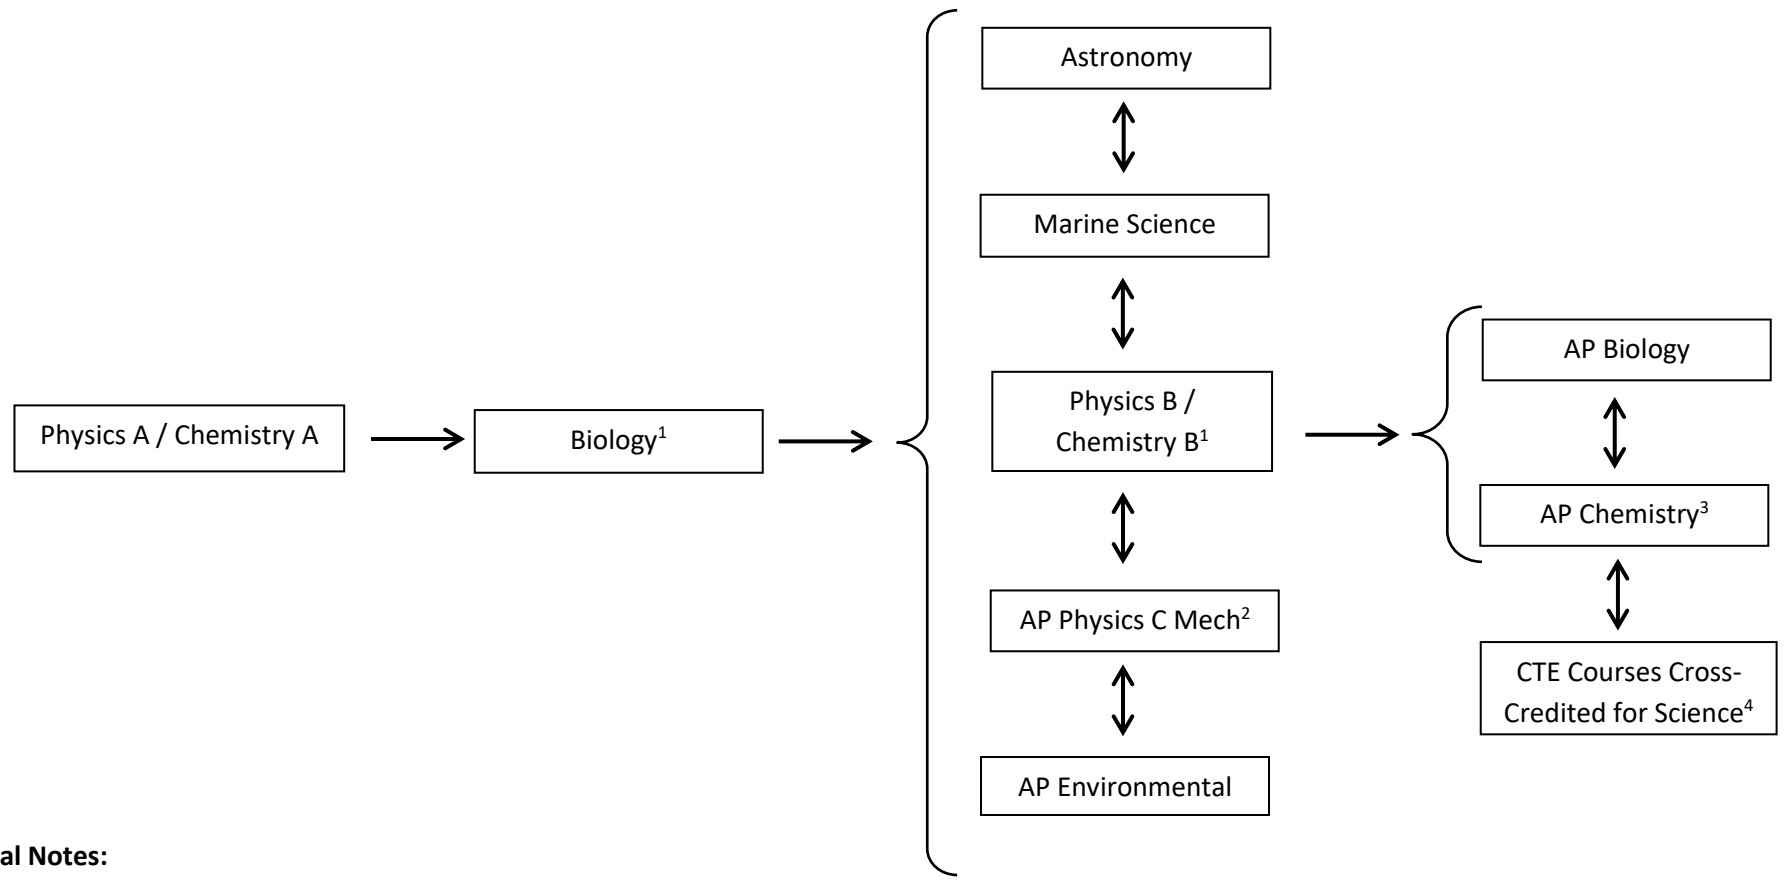 Astronomy
Marine Science
Physics A / Chemistry A
Biology¹
Physics B /
Chemistry B¹
AP Biology
AP Chemistry³
AP Physics C Mech²
CTE Courses Cross-
Credited for Science⁴
AP Environmental
al Notes: